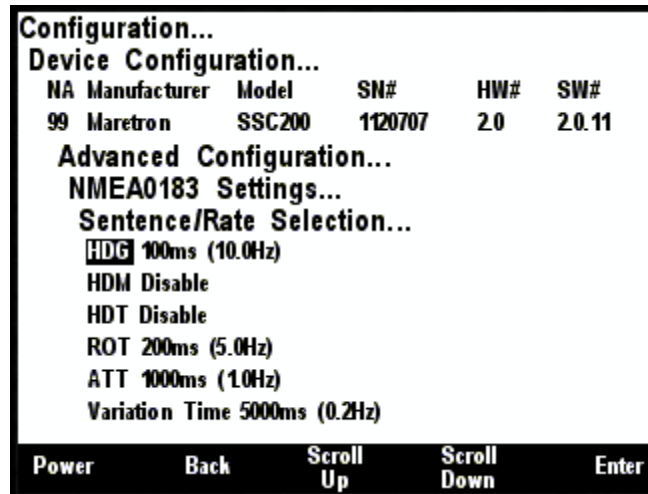 Configuration...
Device Configuration...
NA Manufacturer Model SN# HW# SW#
99 Maretron SSC200 1120707 2.0 2.0.11
Advanced Configuration...
NMEA0183 Settings...
Sentence/Rate Selection...
HDG 100ms (10.0Hz)
HDM Disable
HDT Disable
ROT 200ms (5.0Hz)
ATT 1000ms (1.0Hz)
Variation Time 5000ms (0.2Hz)
Power Back Scroll Up Scroll Down Enter